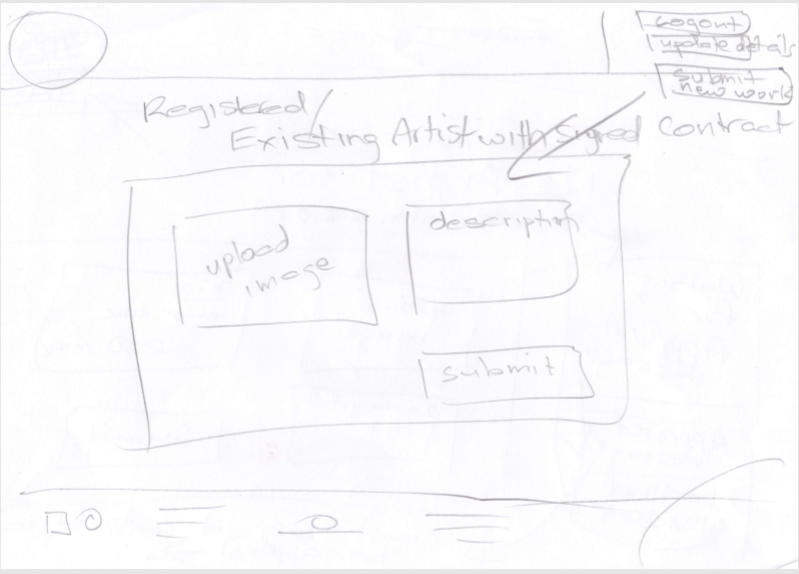 Logout
update details
submit
new work
Registered/
Existing Artist with Signed Contract
upload
image
description
submit